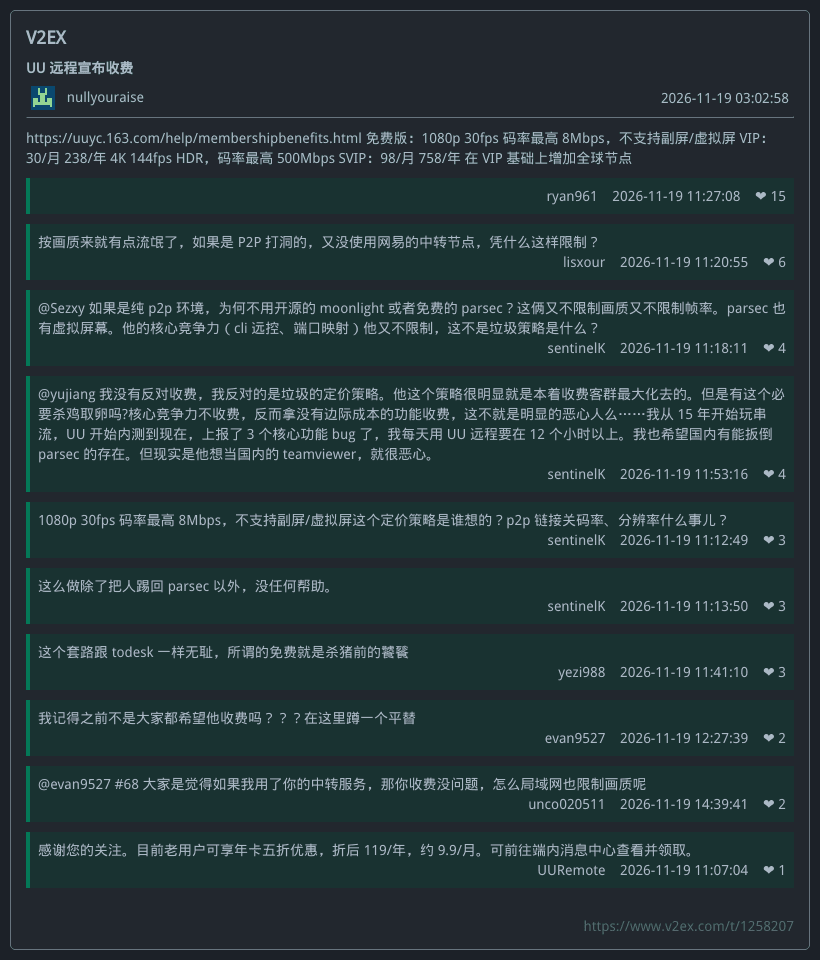 V2EX
UU 远程宣布收费
nullyouraise
2026-11-19 03:02:58
https://uuyc.163.com/help/membershipbenefits.html 免费版：1080p 30fps 码率最高 8Mbps，不支持副屏/虚拟屏 VIP：
30/月 238/年 4K 144fps HDR，码率最高 500Mbps SVIP：98/月 758/年 在 VIP 基础上增加全球节点
ryan961 2026-11-19 11:27:08 ❤ 15
按画质来就有点流氓了，如果是 P2P 打洞的，又没使用网易的中转节点，凭什么这样限制？
lisxour 2026-11-19 11:20:55 ❤ 6
@Sezxy 如果是纯 p2p 环境，为何不用开源的 moonlight 或者免费的 parsec？这俩又不限制画质又不限制帧率。parsec 也
有虚拟屏幕。他的核心竞争力（cli 远控、端口映射）他又不限制，这不是垃圾策略是什么？
sentinelK 2026-11-19 11:18:11 ❤ 4
@yujiang 我没有反对收费，我反对的是垃圾的定价策略。他这个策略很明显就是本着收费客群最大化去的。但是有这个必
要杀鸡取卵吗?核心竞争力不收费，反而拿没有边际成本的功能收费，这不就是明显的恶心人么……我从 15 年开始玩串
流，UU 开始内测到现在，上报了 3 个核心功能 bug 了，我每天用 UU 远程要在 12 个小时以上。我也希望国内有能扳倒
parsec 的存在。但现实是他想当国内的 teamviewer，就很恶心。
sentinelK 2026-11-19 11:53:16 ❤ 4
1080p 30fps 码率最高 8Mbps，不支持副屏/虚拟屏这个定价策略是谁想的？p2p 链接关码率、分辨率什么事儿？
sentinelK 2026-11-19 11:12:49 ❤ 3
这么做除了把人踢回 parsec 以外，没任何帮助。
sentinelK 2026-11-19 11:13:50 ❤ 3
这个套路跟 todesk 一样无耻，所谓的免费就是杀猪前的饕餮
yezi988 2026-11-19 11:41:10 ❤ 3
我记得之前不是大家都希望他收费吗？？？在这里蹲一个平替
evan9527 2026-11-19 12:27:39 ❤ 2
@evan9527 #68 大家是觉得如果我用了你的中转服务，那你收费没问题，怎么局域网也限制画质呢
unco020511 2026-11-19 14:39:41 ❤ 2
感谢您的关注。目前老用户可享年卡五折优惠，折后 119/年，约 9.9/月。可前往端内消息中心查看并领取。
UURemote 2026-11-19 11:07:04 ❤ 1
https://www.v2ex.com/t/1258207